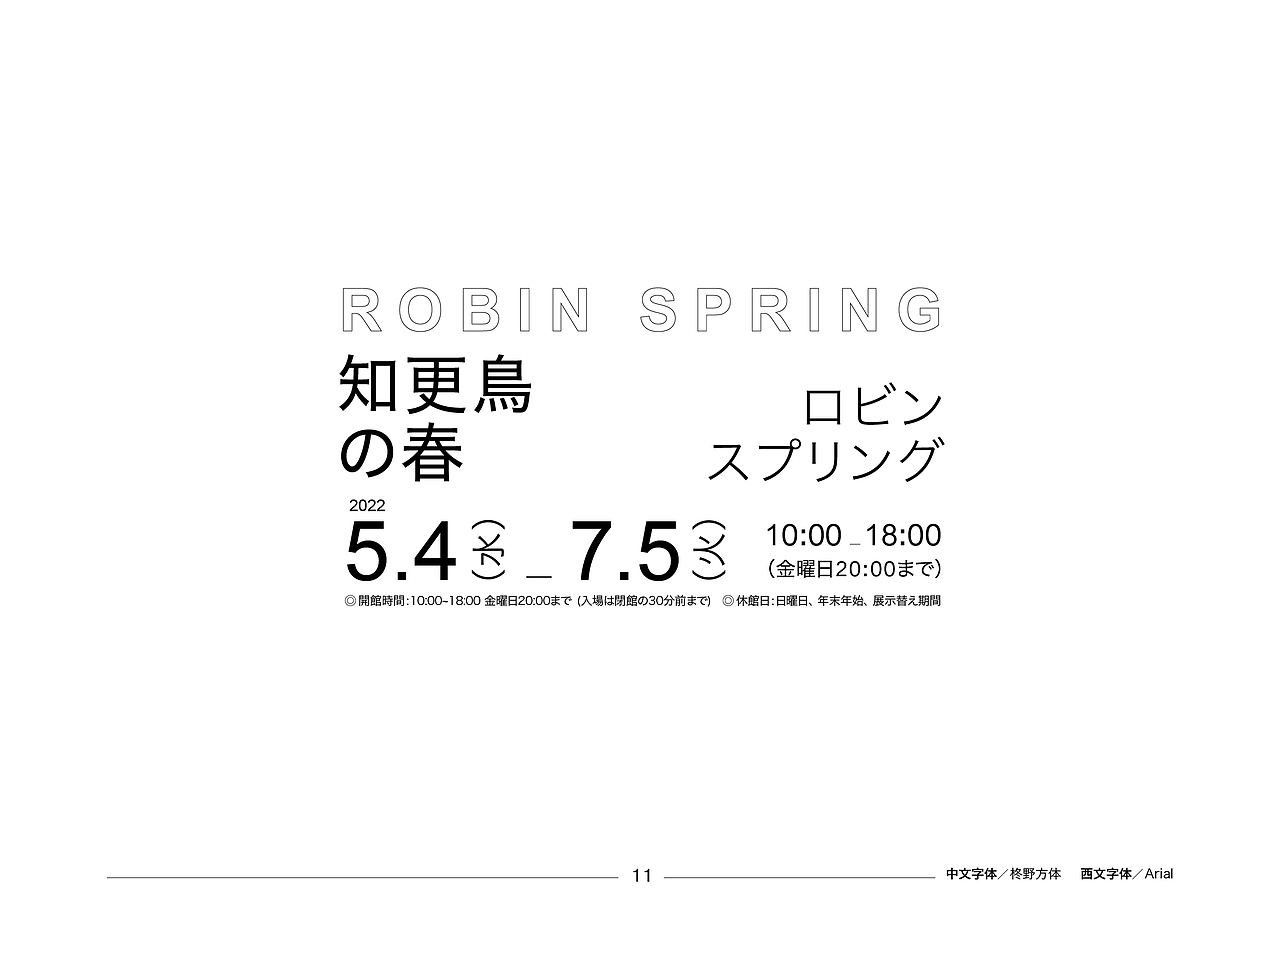 ROBIN SPRING
知更鳥
の春
ロビン
スプリング
2022
5.4(水)_7.5(火)
10:00_18:00
(金曜日20:00まで)
◎開館時間:10:00~18:00 金曜日20:00まで (入場は閉館の30分前まで) ◎休館日:日曜日、年末年始、展示替え期間
11
中文字体/柊野方体 西文字体/Arial